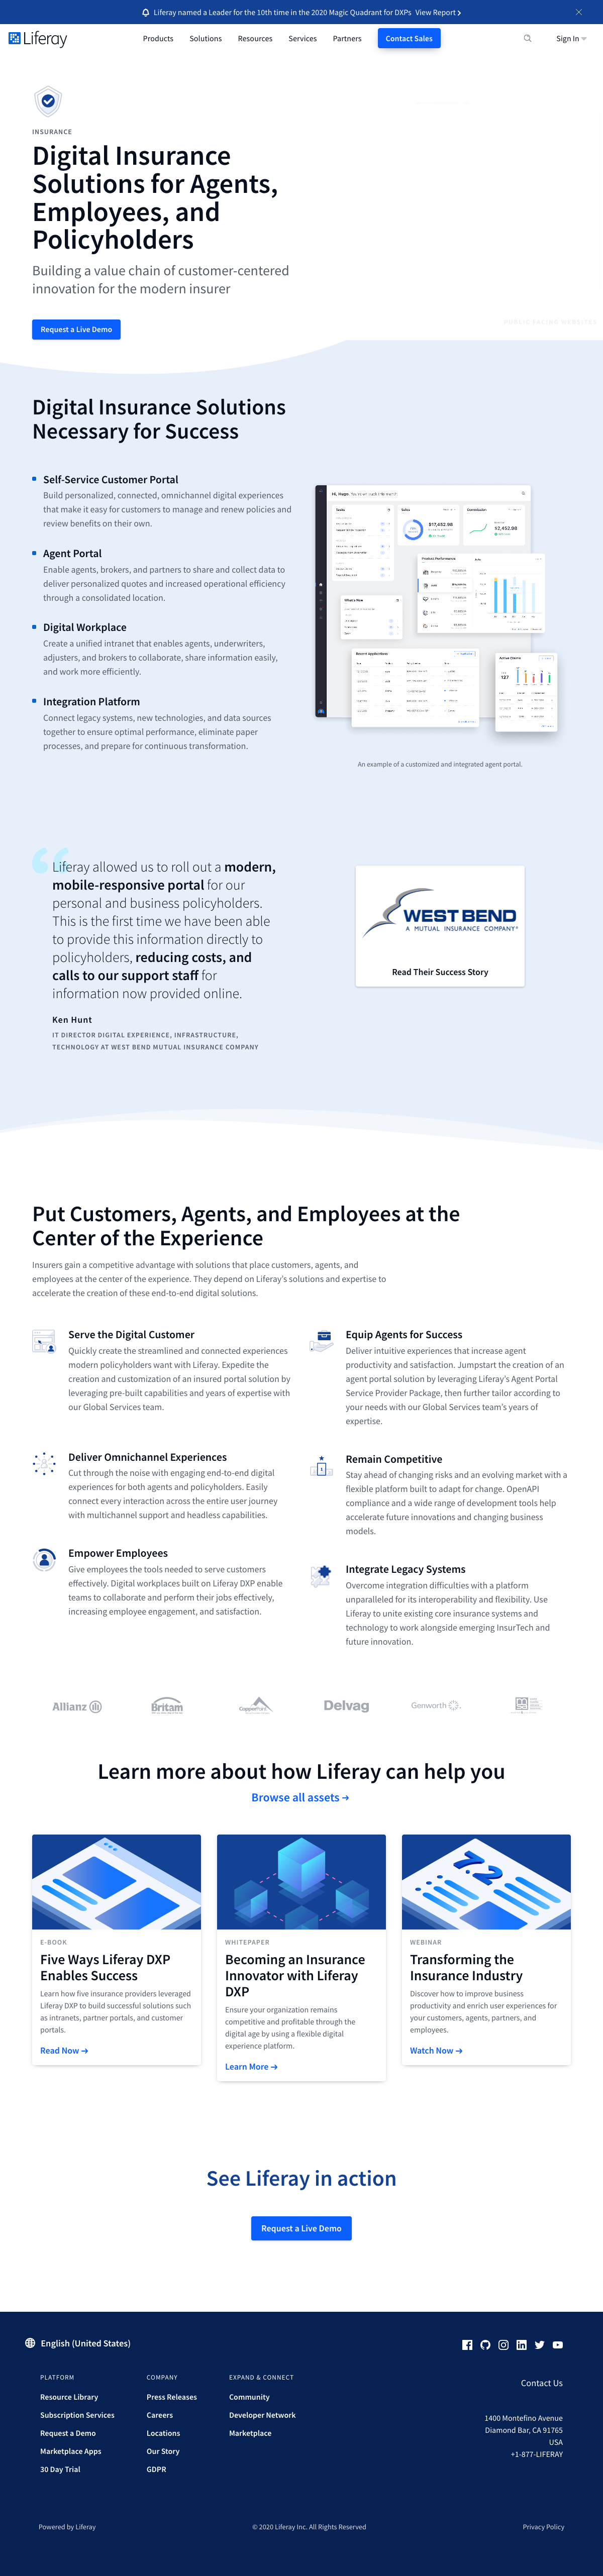 Liferay named a Leader for the 10th time in the 2020 Magic Quadrant for DXPs View Report
Liferay
Products Solutions Resources Services Partners Contact Sales Sign In
INSURANCE
Digital Insurance
Solutions for Agents,
Employees, and
Policyholders
Building a value chain of customer-centered
innovation for the modern insurer
PUBLIC FACING WEBSITES
Request a Live Demo
Digital Insurance Solutions
Necessary for Success
Self-Service Customer Portal
Build personalized, connected, omnichannel digital experiences
that make it easy for customers to manage and renew policies and
review benefits on their own.
Agent Portal
Enable agents, brokers, and partners to share and collect data to
deliver personalized quotes and increased operational efficiency
through a consolidated location.
Digital Workplace
Create a unified intranet that enables agents, underwriters,
adjusters, and brokers to collaborate, share information easily,
and work more efficiently.
Integration Platform
Connect legacy systems, new technologies, and data sources
together to ensure optimal performance, eliminate paper
processes, and prepare for continuous transformation.
Hi, Hugo.
Tasks
Sales
$17,452.98
Commission
$2,452.98
Product Performance
What's New
Recent Applications
Active Claims
127
An example of a customized and integrated agent portal.
Liferay allowed us to roll out a modern,
mobile-responsive portal for our
personal and business policyholders.
This is the first time we have been able
to provide this information directly to
policyholders, reducing costs, and
calls to our support staff for
information now provided online.
Ken Hunt
IT DIRECTOR DIGITAL EXPERIENCE, INFRASTRUCTURE,
TECHNOLOGY AT WEST BEND MUTUAL INSURANCE COMPANY
WEST BEND
A MUTUAL INSURANCE COMPANY®
Read Their Success Story
Put Customers, Agents, and Employees at the
Center of the Experience
Insurers gain a competitive advantage with solutions that place customers, agents, and
employees at the center of the experience. They depend on Liferay's solutions and expertise to
accelerate the creation of these end-to-end digital solutions.
Serve the Digital Customer
Quickly create the streamlined and connected experiences
modern policyholders want with Liferay. Expedite the
creation and customization of an insured portal solution by
leveraging pre-built capabilities and years of expertise with
our Global Services team.
Equip Agents for Success
Deliver intuitive experiences that increase agent
productivity and satisfaction. Jumpstart the creation of an
agent portal solution by leveraging Liferay's Agent Portal
Service Provider Package, then further tailor according to
your needs with our Global Services team's years of
expertise.
Deliver Omnichannel Experiences
Cut through the noise with engaging end-to-end digital
experiences for both agents and policyholders. Easily
connect every interaction across the entire user journey
with multichannel support and headless capabilities.
Remain Competitive
Stay ahead of changing risks and an evolving market with a
flexible platform built to adapt for change. OpenAPI
compliance and a wide range of development tools help
accelerate future innovations and changing business
models.
Empower Employees
Give employees the tools needed to serve customers
effectively. Digital workplaces built on Liferay DXP enable
teams to collaborate and perform their jobs effectively,
increasing employee engagement, and satisfaction.
Integrate Legacy Systems
Overcome integration difficulties with a platform
unparalleled for its interoperability and flexibility. Use
Liferay to unite existing core insurance systems and
technology to work alongside emerging InsurTech and
future innovation.
Allianz Britam CopperPoint Delvag Genworth
Learn more about how Liferay can help you
Browse all assets
E-BOOK
Five Ways Liferay DXP
Enables Success
Learn how five insurance providers leveraged
Liferay DXP to build successful solutions such
as intranets, partner portals, and customer
portals.
Read Now
WHITEPAPER
Becoming an Insurance
Innovator with Liferay
DXP
Ensure your organization remains
competitive and profitable through the
digital age by using a flexible digital
experience platform.
Learn More
72
WEBINAR
Transforming the
Insurance Industry
Discover how to improve business
productivity and enrich user experiences for
your customers, agents, partners, and
employees.
Watch Now
See Liferay in action
Request a Live Demo
English (United States)
PLATFORM
Resource Library
Subscription Services
Request a Demo
Marketplace Apps
30 Day Trial
COMPANY
Press Releases
Careers
Locations
Our Story
GDPR
EXPAND & CONNECT
Community
Developer Network
Marketplace
Contact Us
1400 Montefino Avenue
Diamond Bar, CA 91765
USA
+1-877-LIFERAY
Powered by Liferay
© 2020 Liferay Inc. All Rights Reserved
Privacy Policy